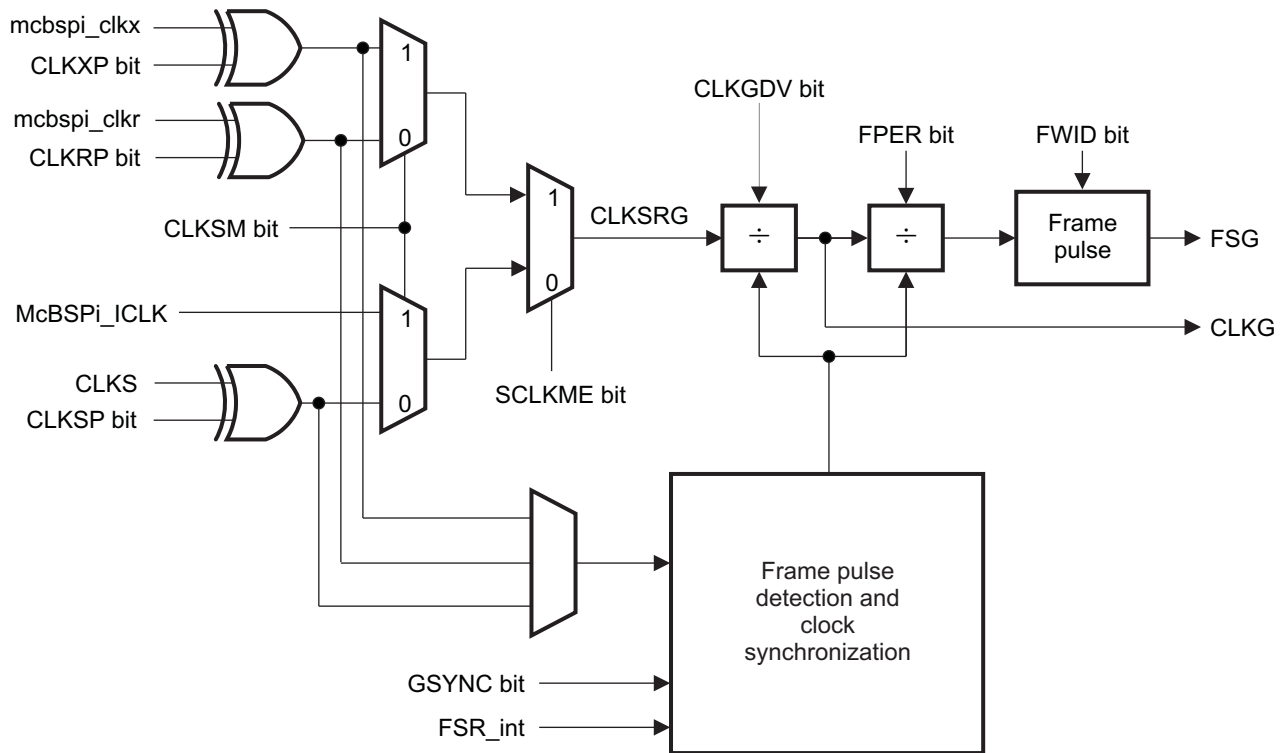 mcbspi_clkx
CLKXP bit
mcbspi_clkr
CLKRP bit
CLKSM bit
McBSPi_ICLK
CLKS
CLKSP bit
1
0
1
0
1
0
SCLKME bit
CLKSRG
CLKGDV bit
÷
FPER bit
÷
FWID bit
Frame
pulse
FSG
CLKG
Frame pulse
detection and
clock
synchronization
GSYNC bit
FSR_int